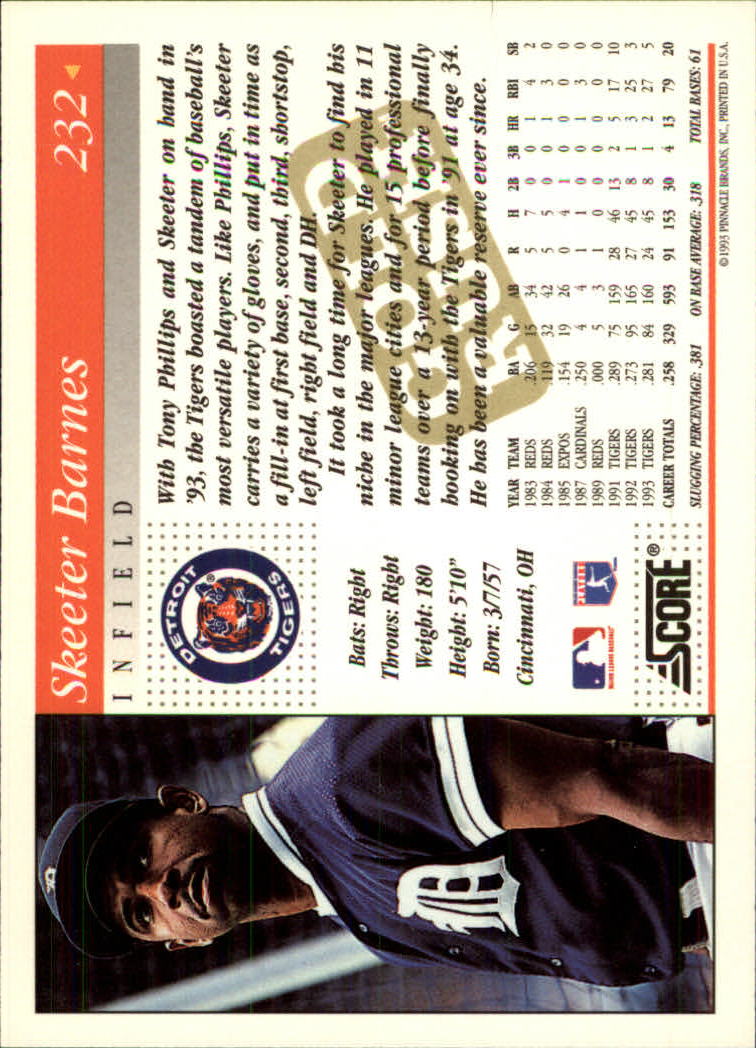 Skeeter Barnes 232
INFIELD
DETROIT
TIGERS
®
Bats: Right
Throws: Right
Weight: 180
Height: 5'10"
Born: 3/7/57
Cincinnati, OH
MAJOR LEAGUE BASEBALL
PLAYERS
SCORE®
With Tony Phillips and Skeeter on hand in
'93, the Tigers boasted a tandem of baseball's
most versatile players. Like Phillips, Skeeter
carries a variety of gloves, and put in time as
a fill-in at first base, second, third, shortstop,
left field, right field and DH.
It took a long time for Skeeter to find his
niche in the major leagues. He played in 11
minor league cities and for 15 professional
teams over a 13-year period before finally
booking on with the Tigers in '91 at age 34.
He has been a valuable reserve ever since.
GOLD
RUSH
YEAR TEAM BA G AB R H 2B 3B HR RBI SB
1983 REDS .206 15 34 5 7 0 0 1 4 2
1984 REDS .119 32 42 5 5 0 0 1 3 0
1985 EXPOS .154 19 26 0 4 1 0 0 0 0
1987 CARDINALS .250 4 4 1 1 0 0 1 3 0
1989 REDS .000 5 3 1 0 0 0 0 0 0
1991 TIGERS .289 75 159 28 46 13 2 5 17 10
1992 TIGERS .273 95 165 27 45 8 1 3 25 3
1993 TIGERS .281 84 160 24 45 8 1 2 27 5
CAREER TOTALS .258 329 593 91 153 30 4 13 79 20
SLUGGING PERCENTAGE: .381 ON BASE AVERAGE: .318 TOTAL BASES: 61
©1993 PINNACLE BRANDS, INC., PRINTED IN U.S.A.
D